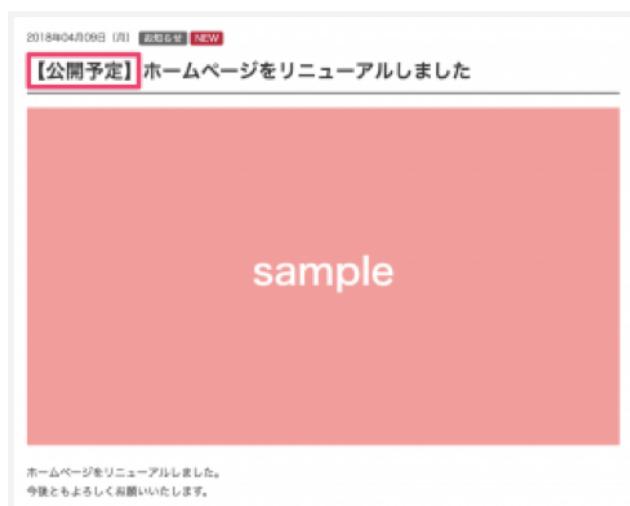 2018年04月09日（月） お知らせ NEW
【公開予定】ホームページをリニューアルしました
sample
ホームページをリニューアルしました。
今後ともよろしくお願いいたします。